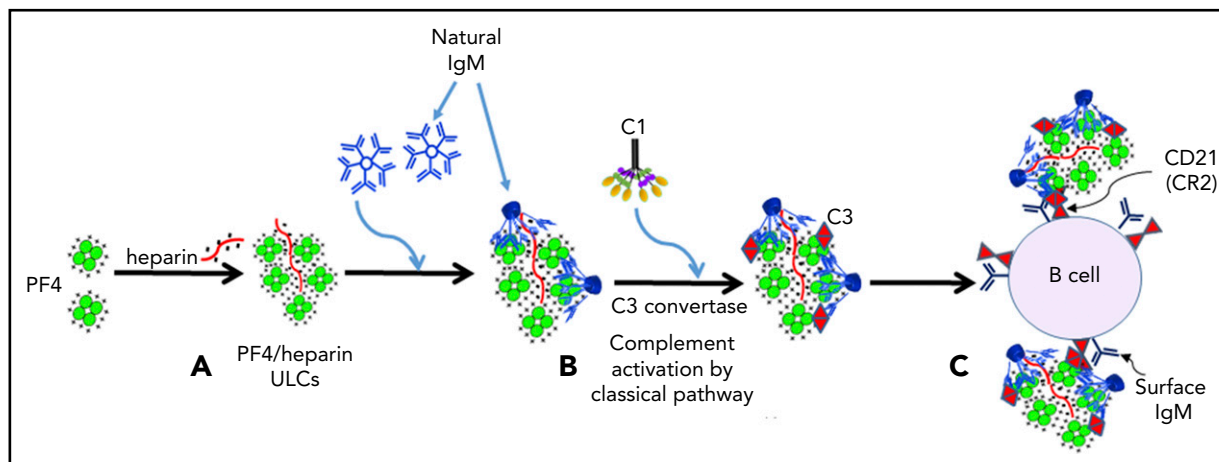 Natural
IgM
C1
CD21
(CR2)
C3
heparin
PF4
B cell
C3 convertase
A
PF4/heparin
ULCs
B
Complement
activation by
classical pathway
C
Surface
IgM